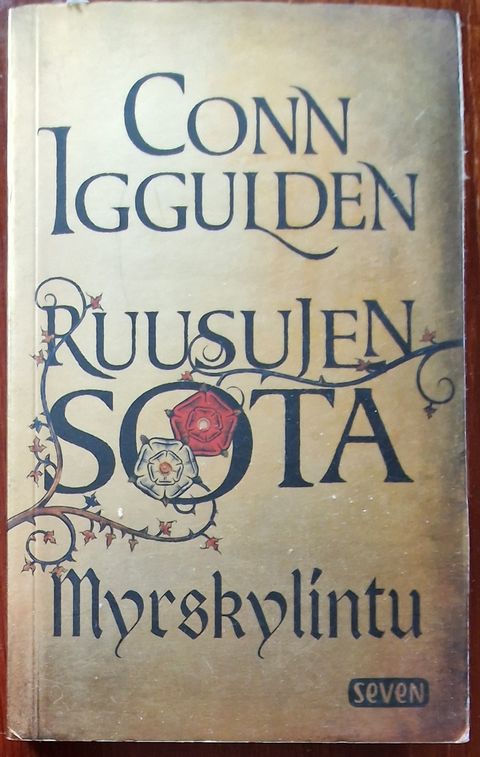 CONN
IGGULDEN
RUUSUJEN
SOTA
Myrskylintu
seven